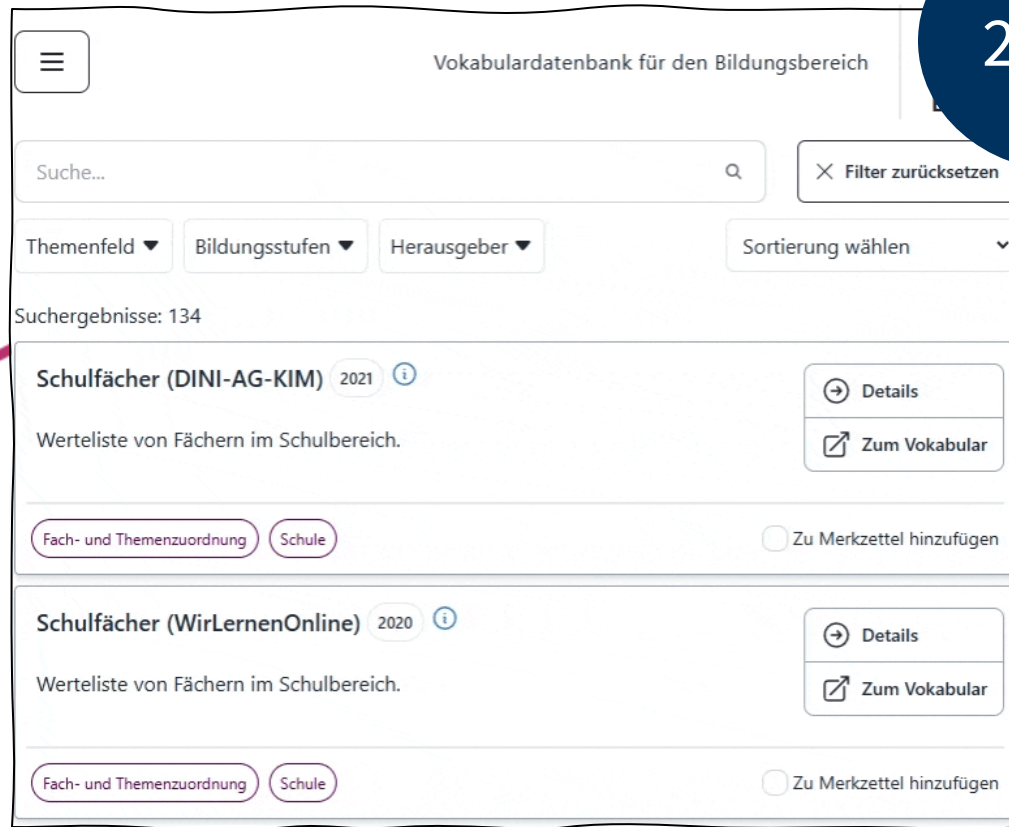 2
Vokabulardatenbank für den Bildungsbereich
Suche...
Filter zurücksetzen
Themenfeld
Bildungsstufen
Herausgeber
Sortierung wählen
Suchergebnisse: 134
Schulfächer (DINI-AG-KIM) 2021
Details
Werteliste von Fächern im Schulbereich.
Zum Vokabular
Fach- und Themenzuordnung
Schule
Zu Merkzettel hinzufügen
Schulfächer (WirLernenOnline) 2020
Details
Werteliste von Fächern im Schulbereich.
Zum Vokabular
Fach- und Themenzuordnung
Schule
Zu Merkzettel hinzufügen